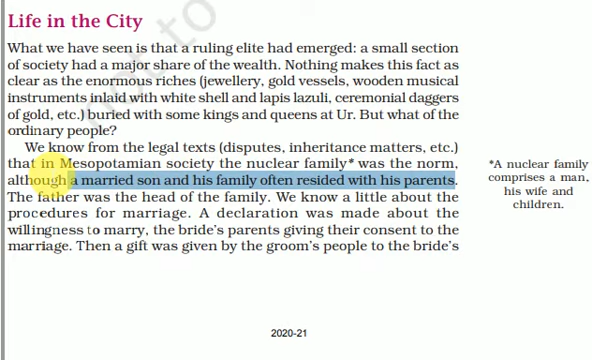 Life in the City
What we have seen is that a ruling elite had emerged: a small section
of society had a major share of the wealth. Nothing makes this fact as
clear as the enormous riches (jewellery, gold vessels, wooden musical
instruments inlaid with white shell and lapis lazuli, ceremonial daggers
of gold, etc.) buried with some kings and queens at Ur. But what of the
ordinary people?
We know from the legal texts (disputes, inheritance matters, etc.)
that in Mesopotamian society the nuclear family* was the norm,
although a married son and his family often resided with his parents.
The father was the head of the family. We know a little about the
procedures for marriage. A declaration was made about the
willingness to marry, the bride's parents giving their consent to the
marriage. Then a gift was given by the groom's people to the bride's
*A nuclear family
comprises a man,
his wife and
children.
not to
2020-21